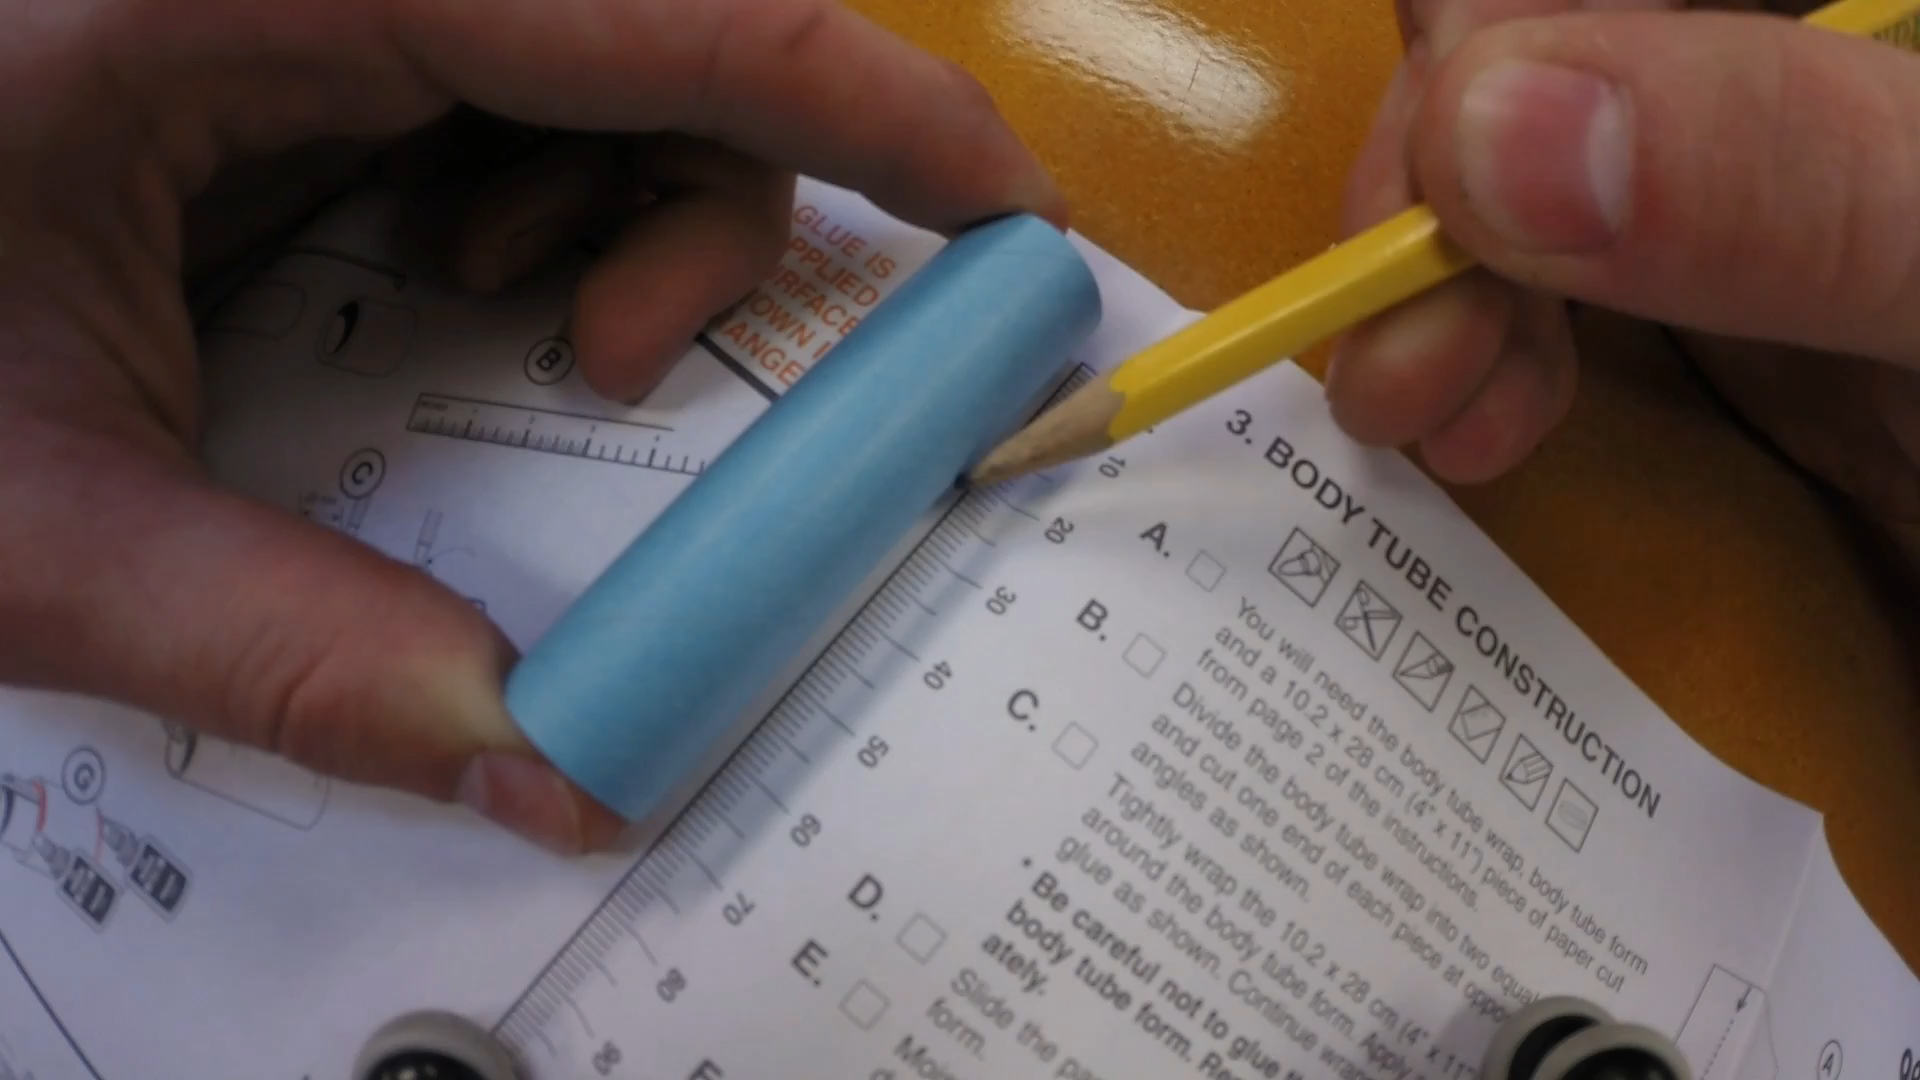 GLUE IS
PPLIED
RFACE
OWN I
ANGE
B
C
G
10
20
30
40
50
60
70
80
90
3. BODY TUBE CONSTRUCTION
A.
You will need the body tube wrap, body tube form
and a 10.2 x 28 cm (4" x 11") piece of paper cut
from page 2 of the instructions.
B.
Divide the body tube wrap into two equal
and cut one end of each piece at oppo
angles as shown.
C.
Tightly wrap the 10.2 x 28 cm (4" x 11"
around the body tube form. Apply
glue as shown. Continue wra
• Be careful not to glue
body tube form. Re
ately.
D.
Slide the pa
form.
E.
A